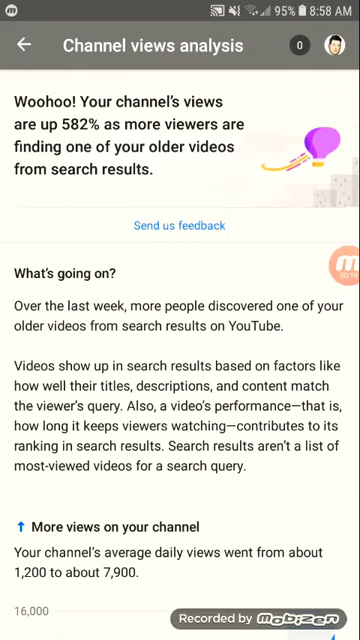 95% 8:58 AM
Channel views analysis
0
Woohoo! Your channel's views
are up 582% as more viewers are
finding one of your older videos
from search results.
Send us feedback
m
00:19
What's going on?
Over the last week, more people discovered one of your
older videos from search results on YouTube.
Videos show up in search results based on factors like
how well their titles, descriptions, and content match
the viewer's query. Also, a video's performance—that is,
how long it keeps viewers watching—contributes to its
ranking in search results. Search results aren't a list of
most-viewed videos for a search query.
More views on your channel
Your channel's average daily views went from about
1,200 to about 7,900.
16,000
Recorded by mobizen